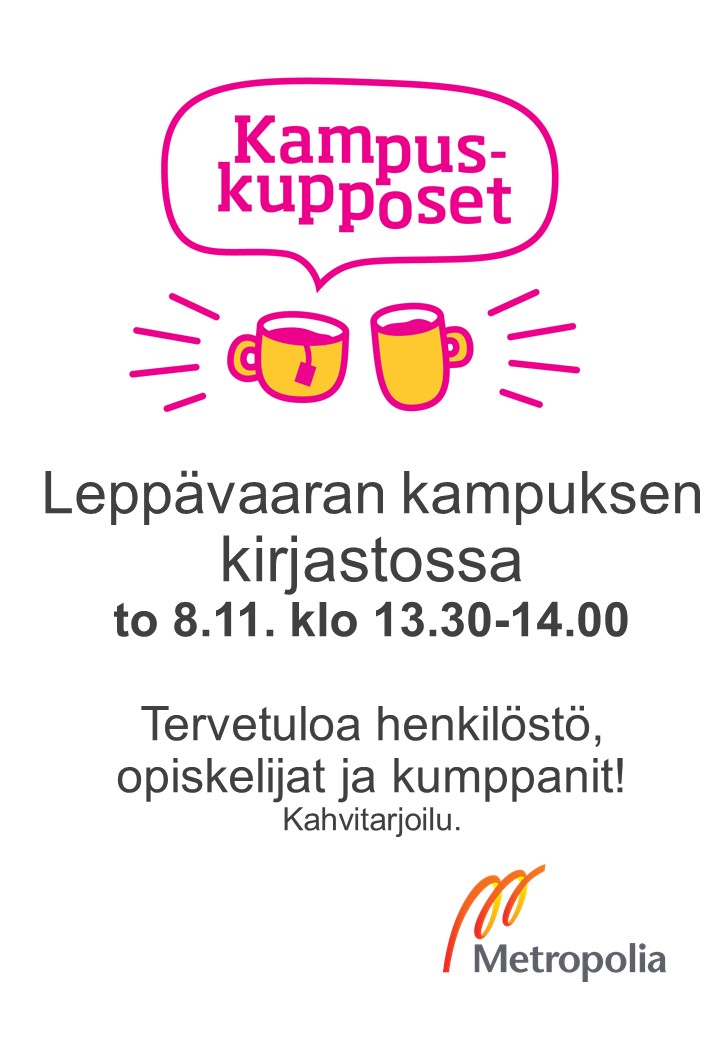 Kampus-
kupposet
Leppävaaran kampuksen
kirjastossa
to 8.11. klo 13.30-14.00
Tervetuloa henkilöstö,
opiskelijat ja kumppanit!
Kahvitarjoilu.
Metropolia